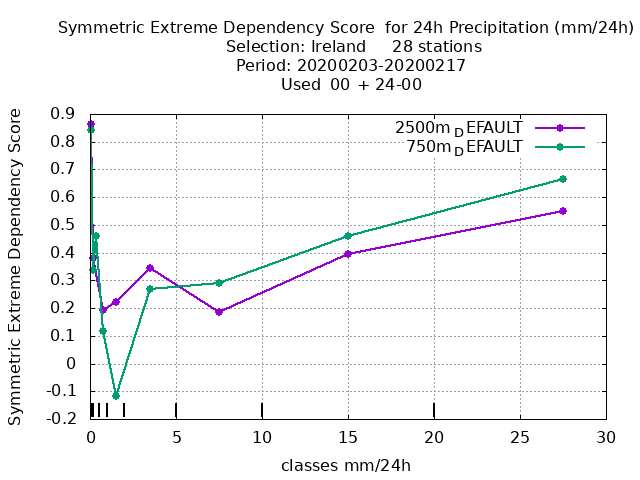 Symmetric Extreme Dependency Score  for 24h Precipitation (mm/24h)
Selection: Ireland     28 stations
Period: 20200203-20200217
Used  00 + 24-00
Symmetric Extreme Dependency Score
0.9
0.8
0.7
0.6
0.5
0.4
0.3
0.2
0.1
0
-0.1
-0.2
2500m_DEFAULT
750m_DEFAULT
0 5 10 15 20 25 30
classes mm/24h